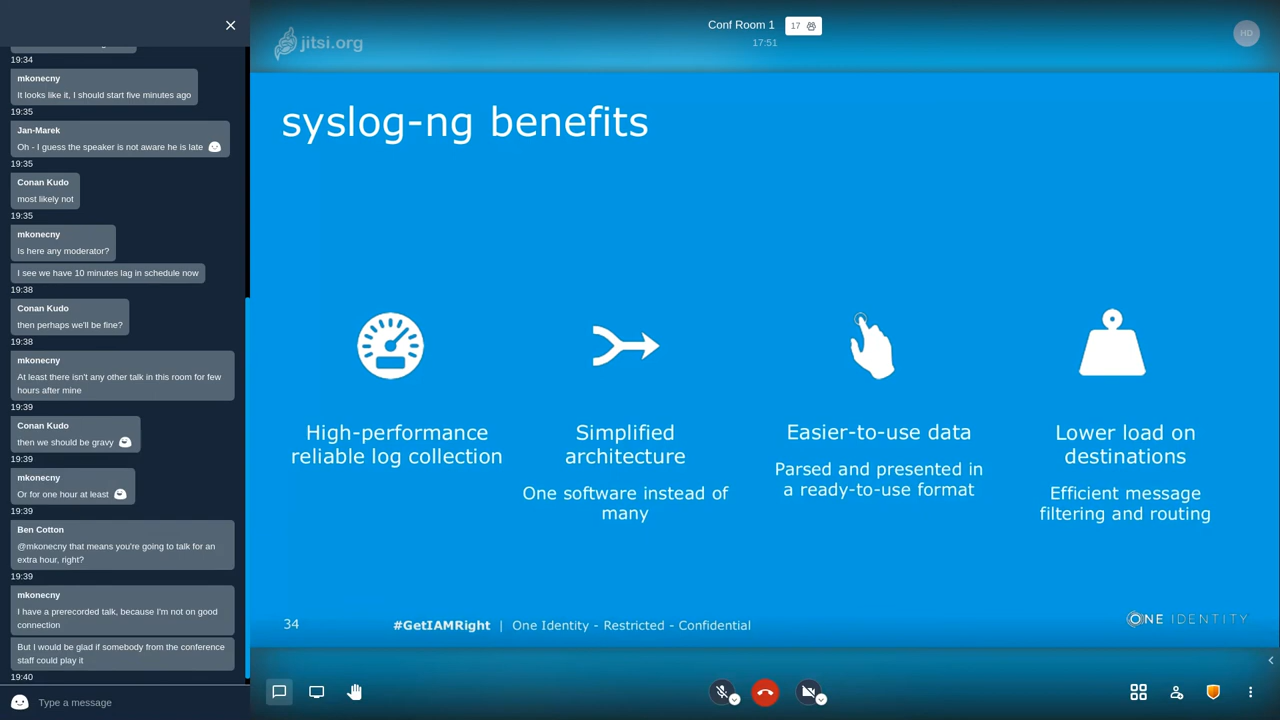 19:34
mkonecny
It looks like it, I should start five minutes ago
19:35
Jan-Marek
Oh - I guess the speaker is not aware he is late
19:35
Conan Kudo
most likely not
19:35
mkonecny
Is here any moderator?
I see we have 10 minutes lag in schedule now
19:38
Conan Kudo
then perhaps we'll be fine?
19:38
mkonecny
At least there isn't any other talk in this room for few
hours after mine
19:39
Conan Kudo
then we should be gravy
19:39
mkonecny
Or for one hour at least
19:39
Ben Cotton
@mkonecny that means you're going to talk for an
extra hour, right?
19:39
mkonecny
I have a prerecorded talk, because I'm not on good
connection
But I would be glad if somebody from the conference
staff could play it
19:40
Type a message
jitsi.org
Conf Room 1
17
17:51
HD
syslog-ng benefits
High-performance
reliable log collection
Simplified
architecture
One software instead of
many
Easier-to-use data
Parsed and presented in
a ready-to-use format
Lower load on
destinations
Efficient message
filtering and routing
34
#GetIAMRight | One Identity - Restricted - Confidential
ONE IDENTITY